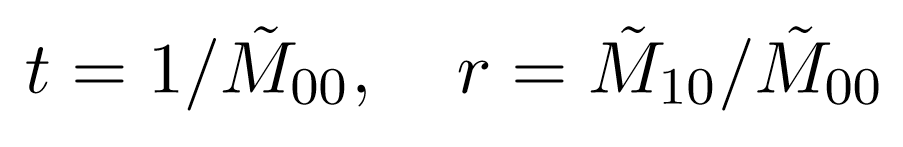 t = 1/M̃₀₀,  r = M̃₁₀/M̃₀₀